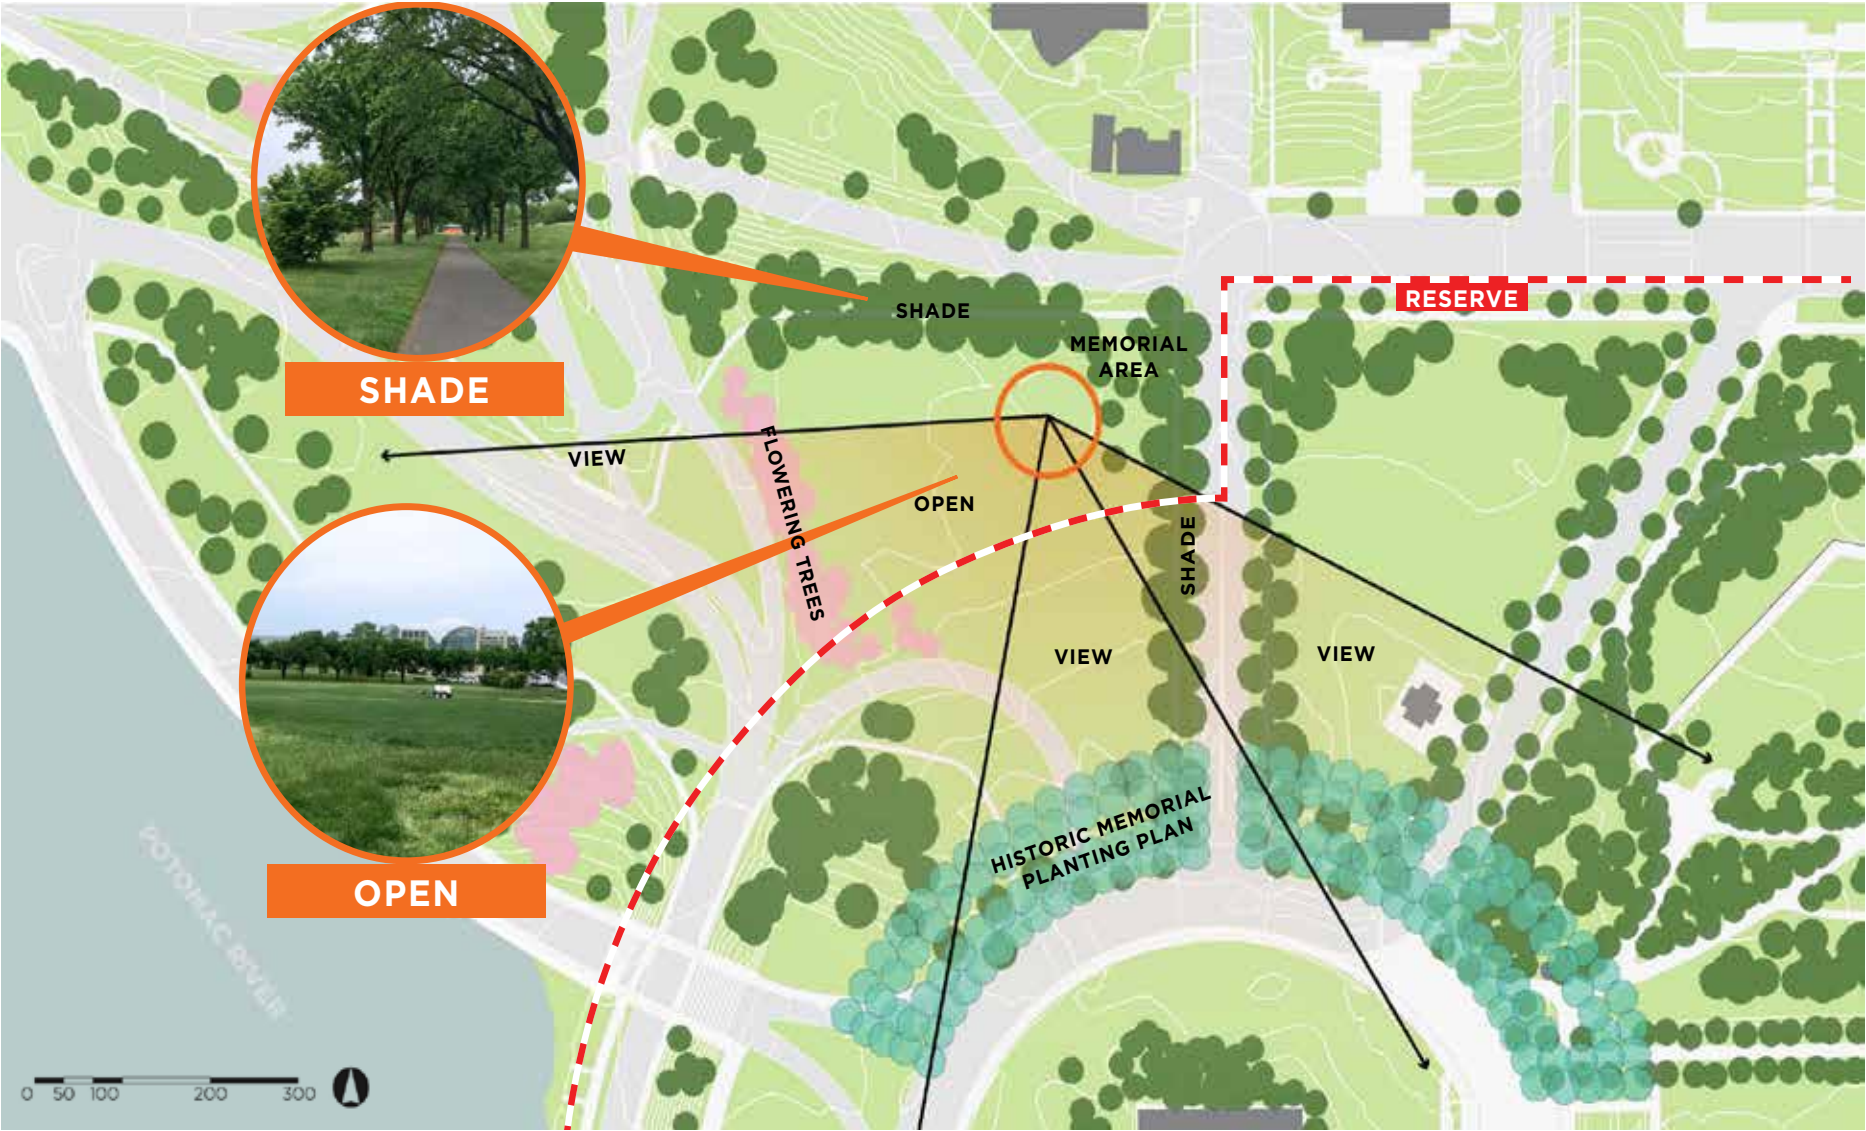 SHADE
RESERVE
MEMORIAL
AREA
SHADE
VIEW
FLOWERING TREES
OPEN
SHADE
VIEW
VIEW
HISTORIC MEMORIAL
PLANTING PLAN
OPEN
POTOMAC RIVER
0 50 100 200 300